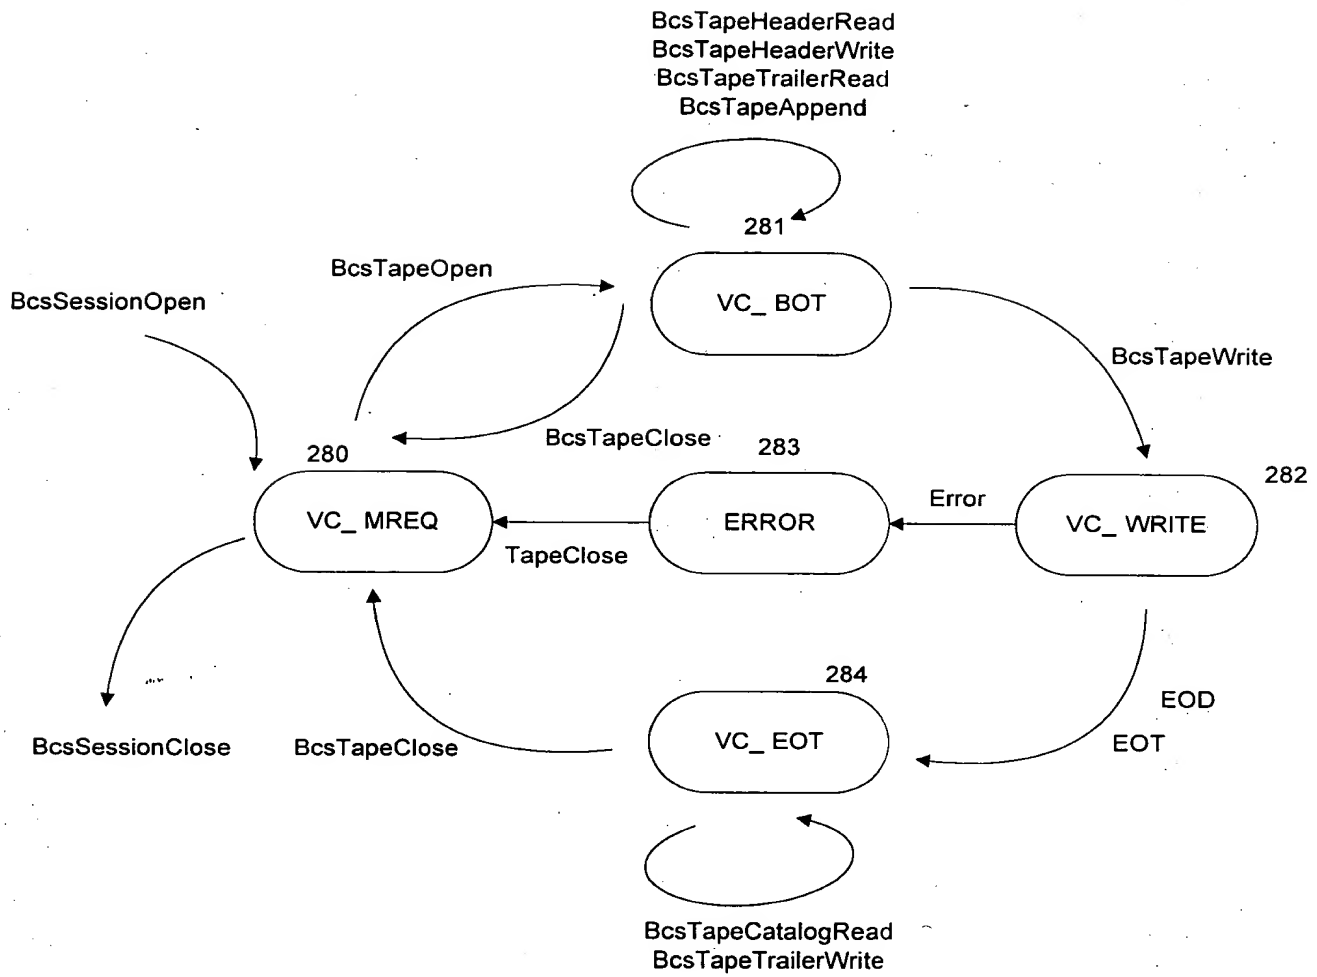 BcsTapeHeaderRead
BcsTapeHeaderWrite
BcsTapeTrailerRead
BcsTapeAppend
281
BcsTapeOpen
BcsSessionOpen
VC_ BOT
BcsTapeWrite
BcsTapeClose
283
280
282
VC_ MREQ
ERROR
Error
VC_ WRITE
TapeClose
284
EOD
BcsSessionClose
BcsTapeClose
VC_ EOT
EOT
BcsTapeCatalogRead
BcsTapeTrailerWrite